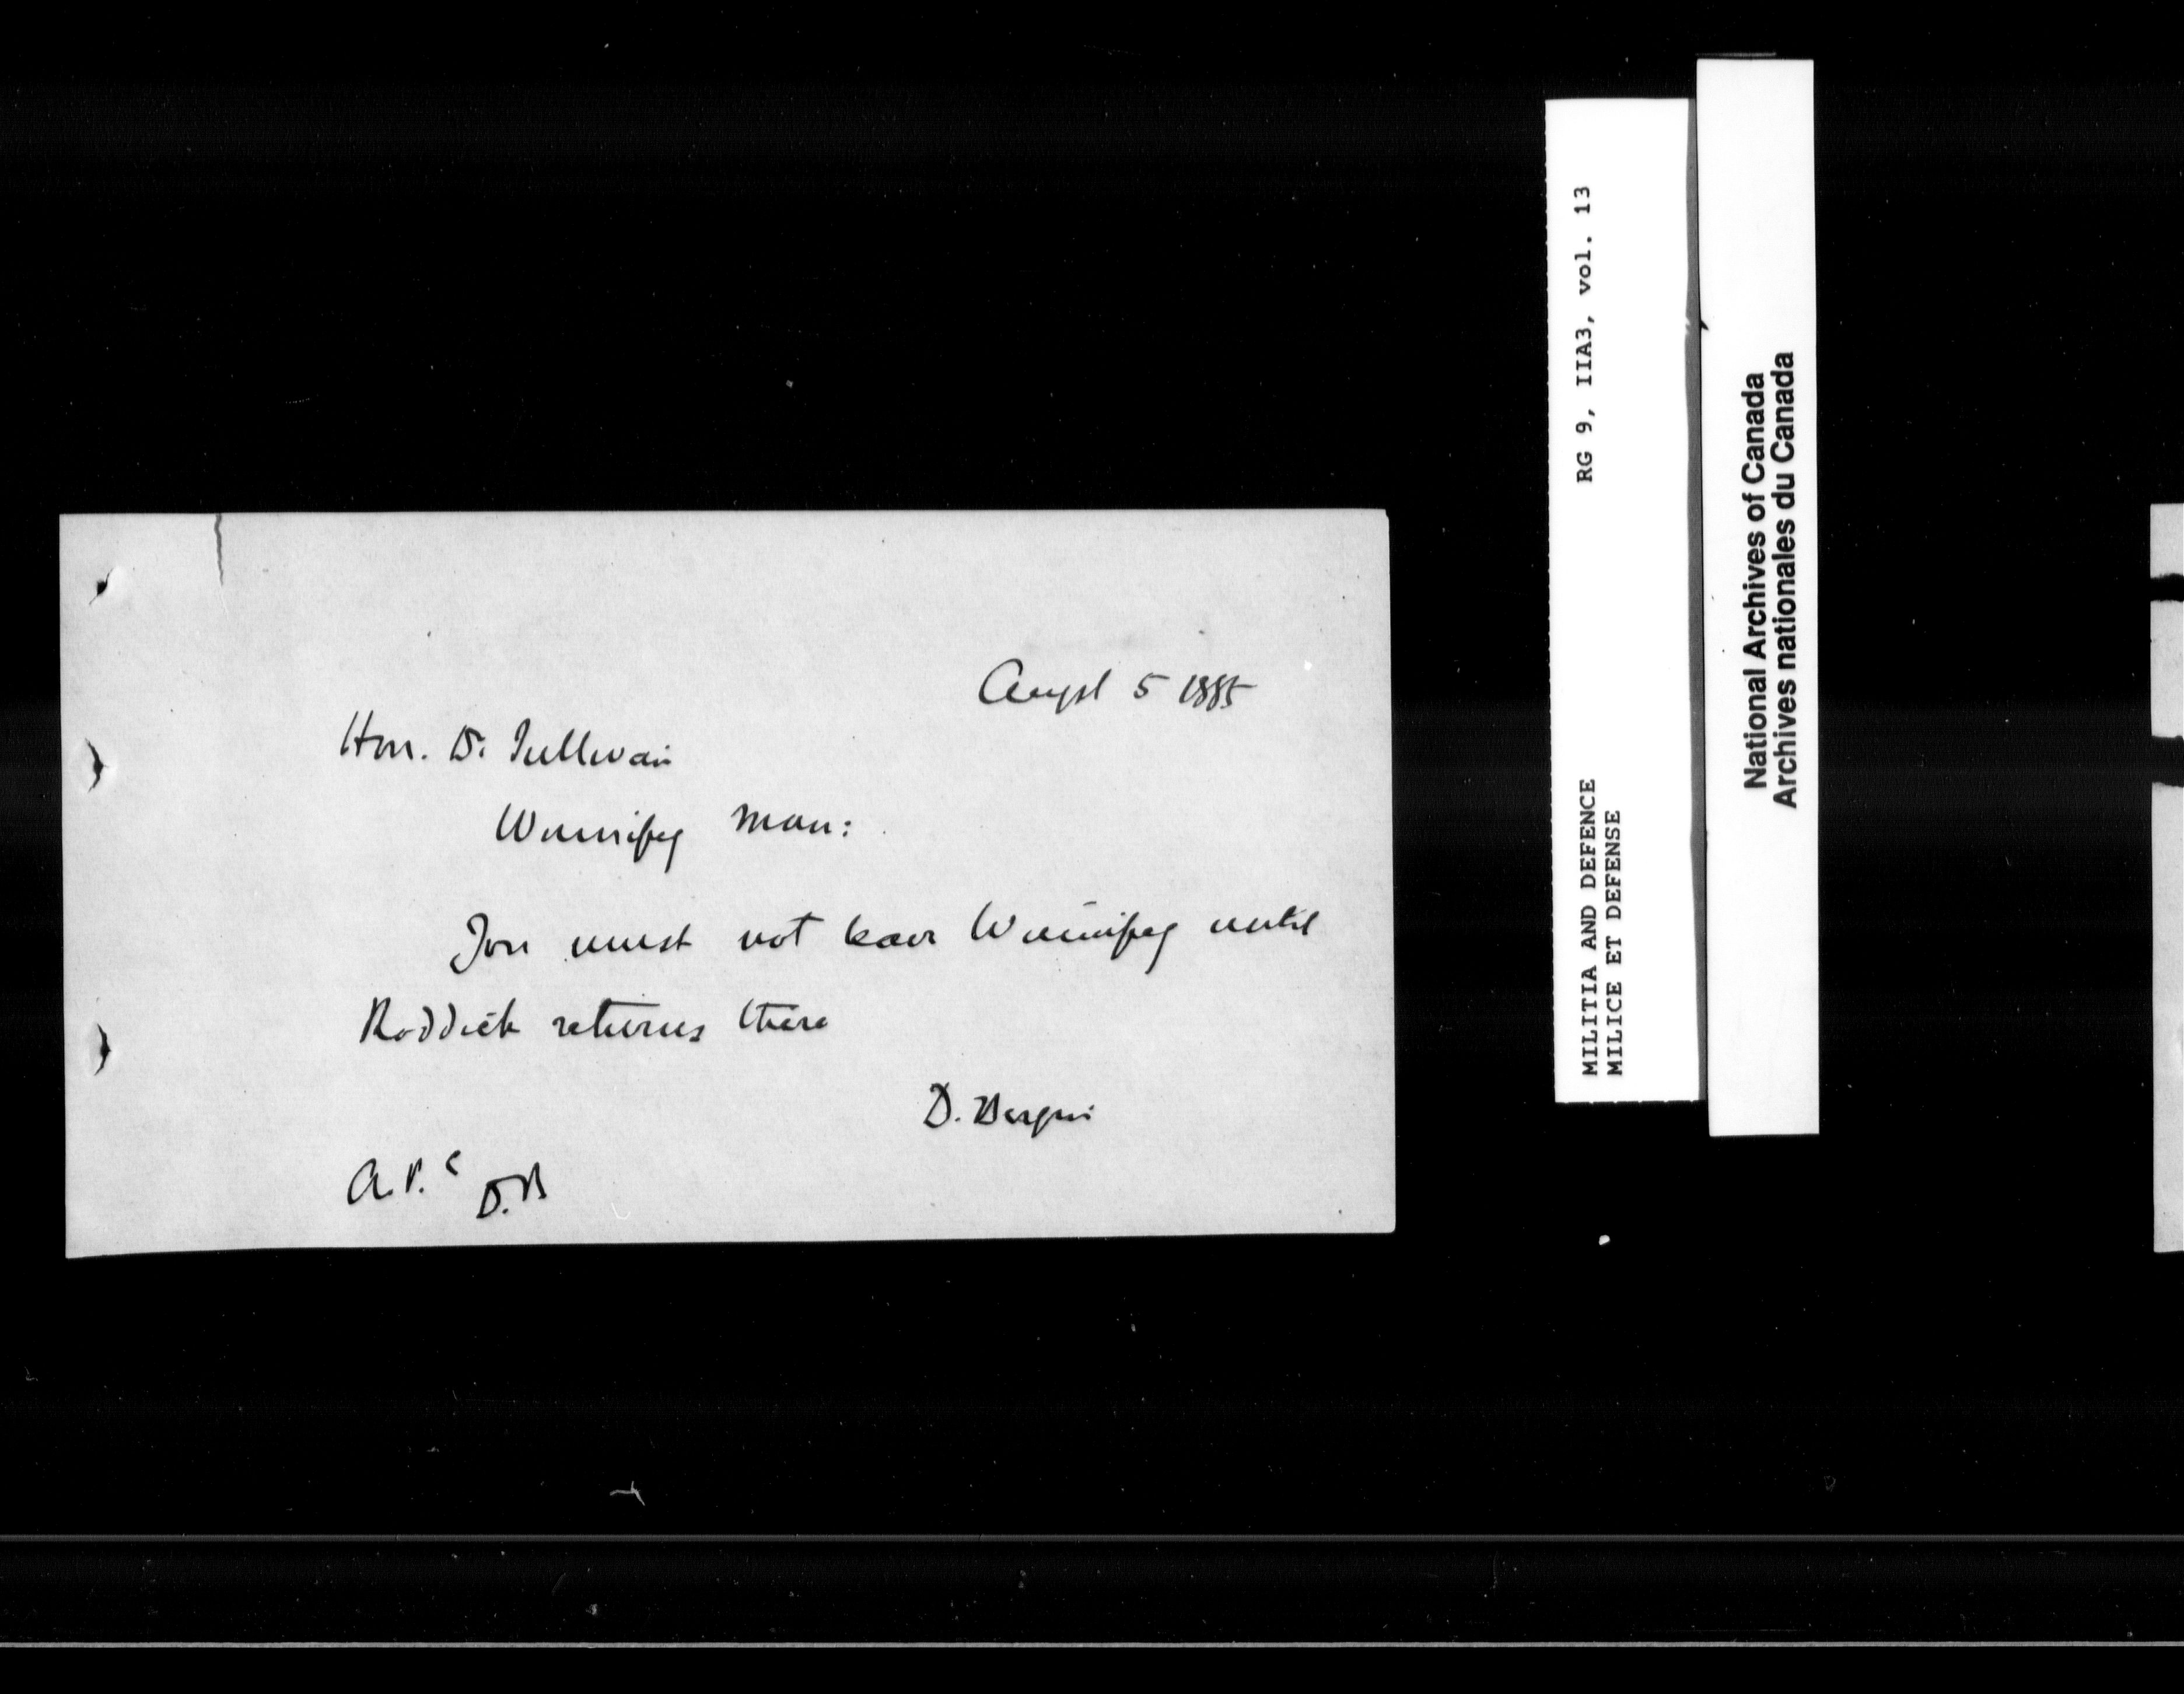 Augst 5 1885
Hon. Dr. Sullivan
Winnipeg Man:
You must not leave Winnipeg until
Roddick returns there
D. Bergin
A.P.C D.B
RG 9, IIA3, vol. 13
MILITIA AND DEFENCE
MILICE ET DEFENSE
National Archives of Canada
Archives nationales du Canada